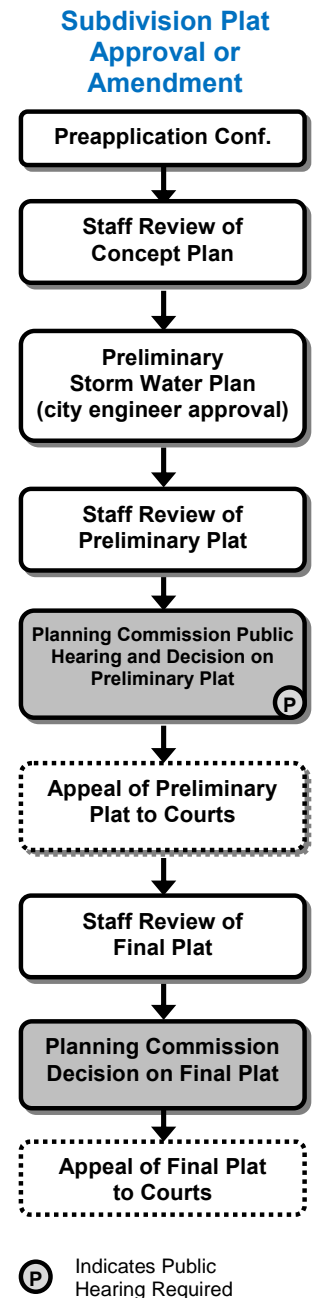 Subdivision Plat
Approval or
Amendment
Preapplication Conf.
Staff Review of
Concept Plan
Preliminary
Storm Water Plan
(city engineer approval)
Staff Review of
Preliminary Plat
Planning Commission Public
Hearing and Decision on
Preliminary Plat
P
Appeal of Preliminary
Plat to Courts
Staff Review of
Final Plat
Planning Commission
Decision on Final Plat
Appeal of Final Plat
to Courts
P
Indicates Public
Hearing Required